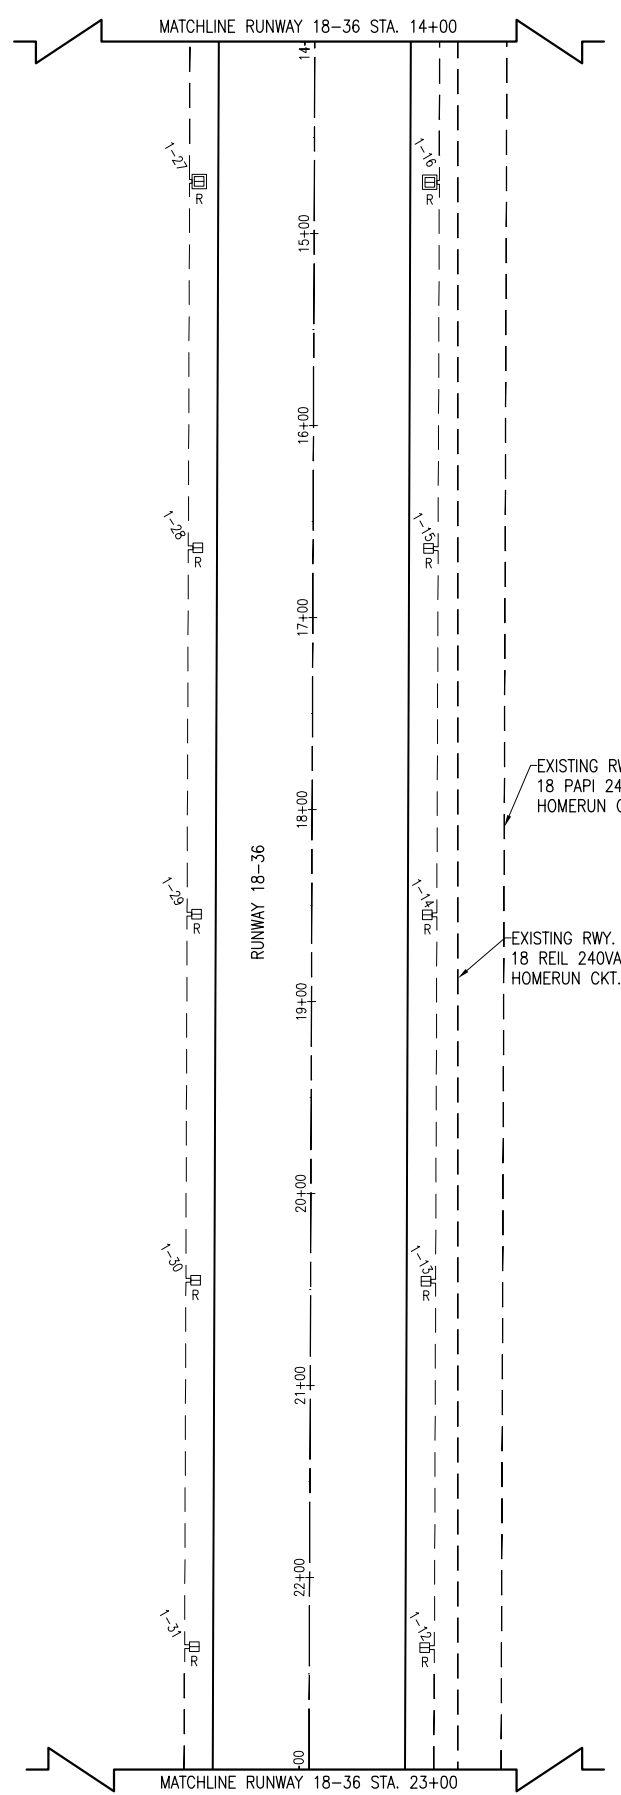 MATCHLINE RUNWAY 18-36 STA. 14+00
14
1-27
R
1-16
R
15+00
16+00
1-28
R
1-15
R
17+00
EXISTING
18 PAPI
HOMERUN
18+00
RUNWAY 18-36
1-29
R
1-14
R
EXISTING RWY.
18 REIL 240VA
HOMERUN CKT.
19+00
20+00
1-30
R
1-13
R
21+00
22+00
1-31
R
1-12
R
00
MATCHLINE RUNWAY 18-36 STA. 23+00